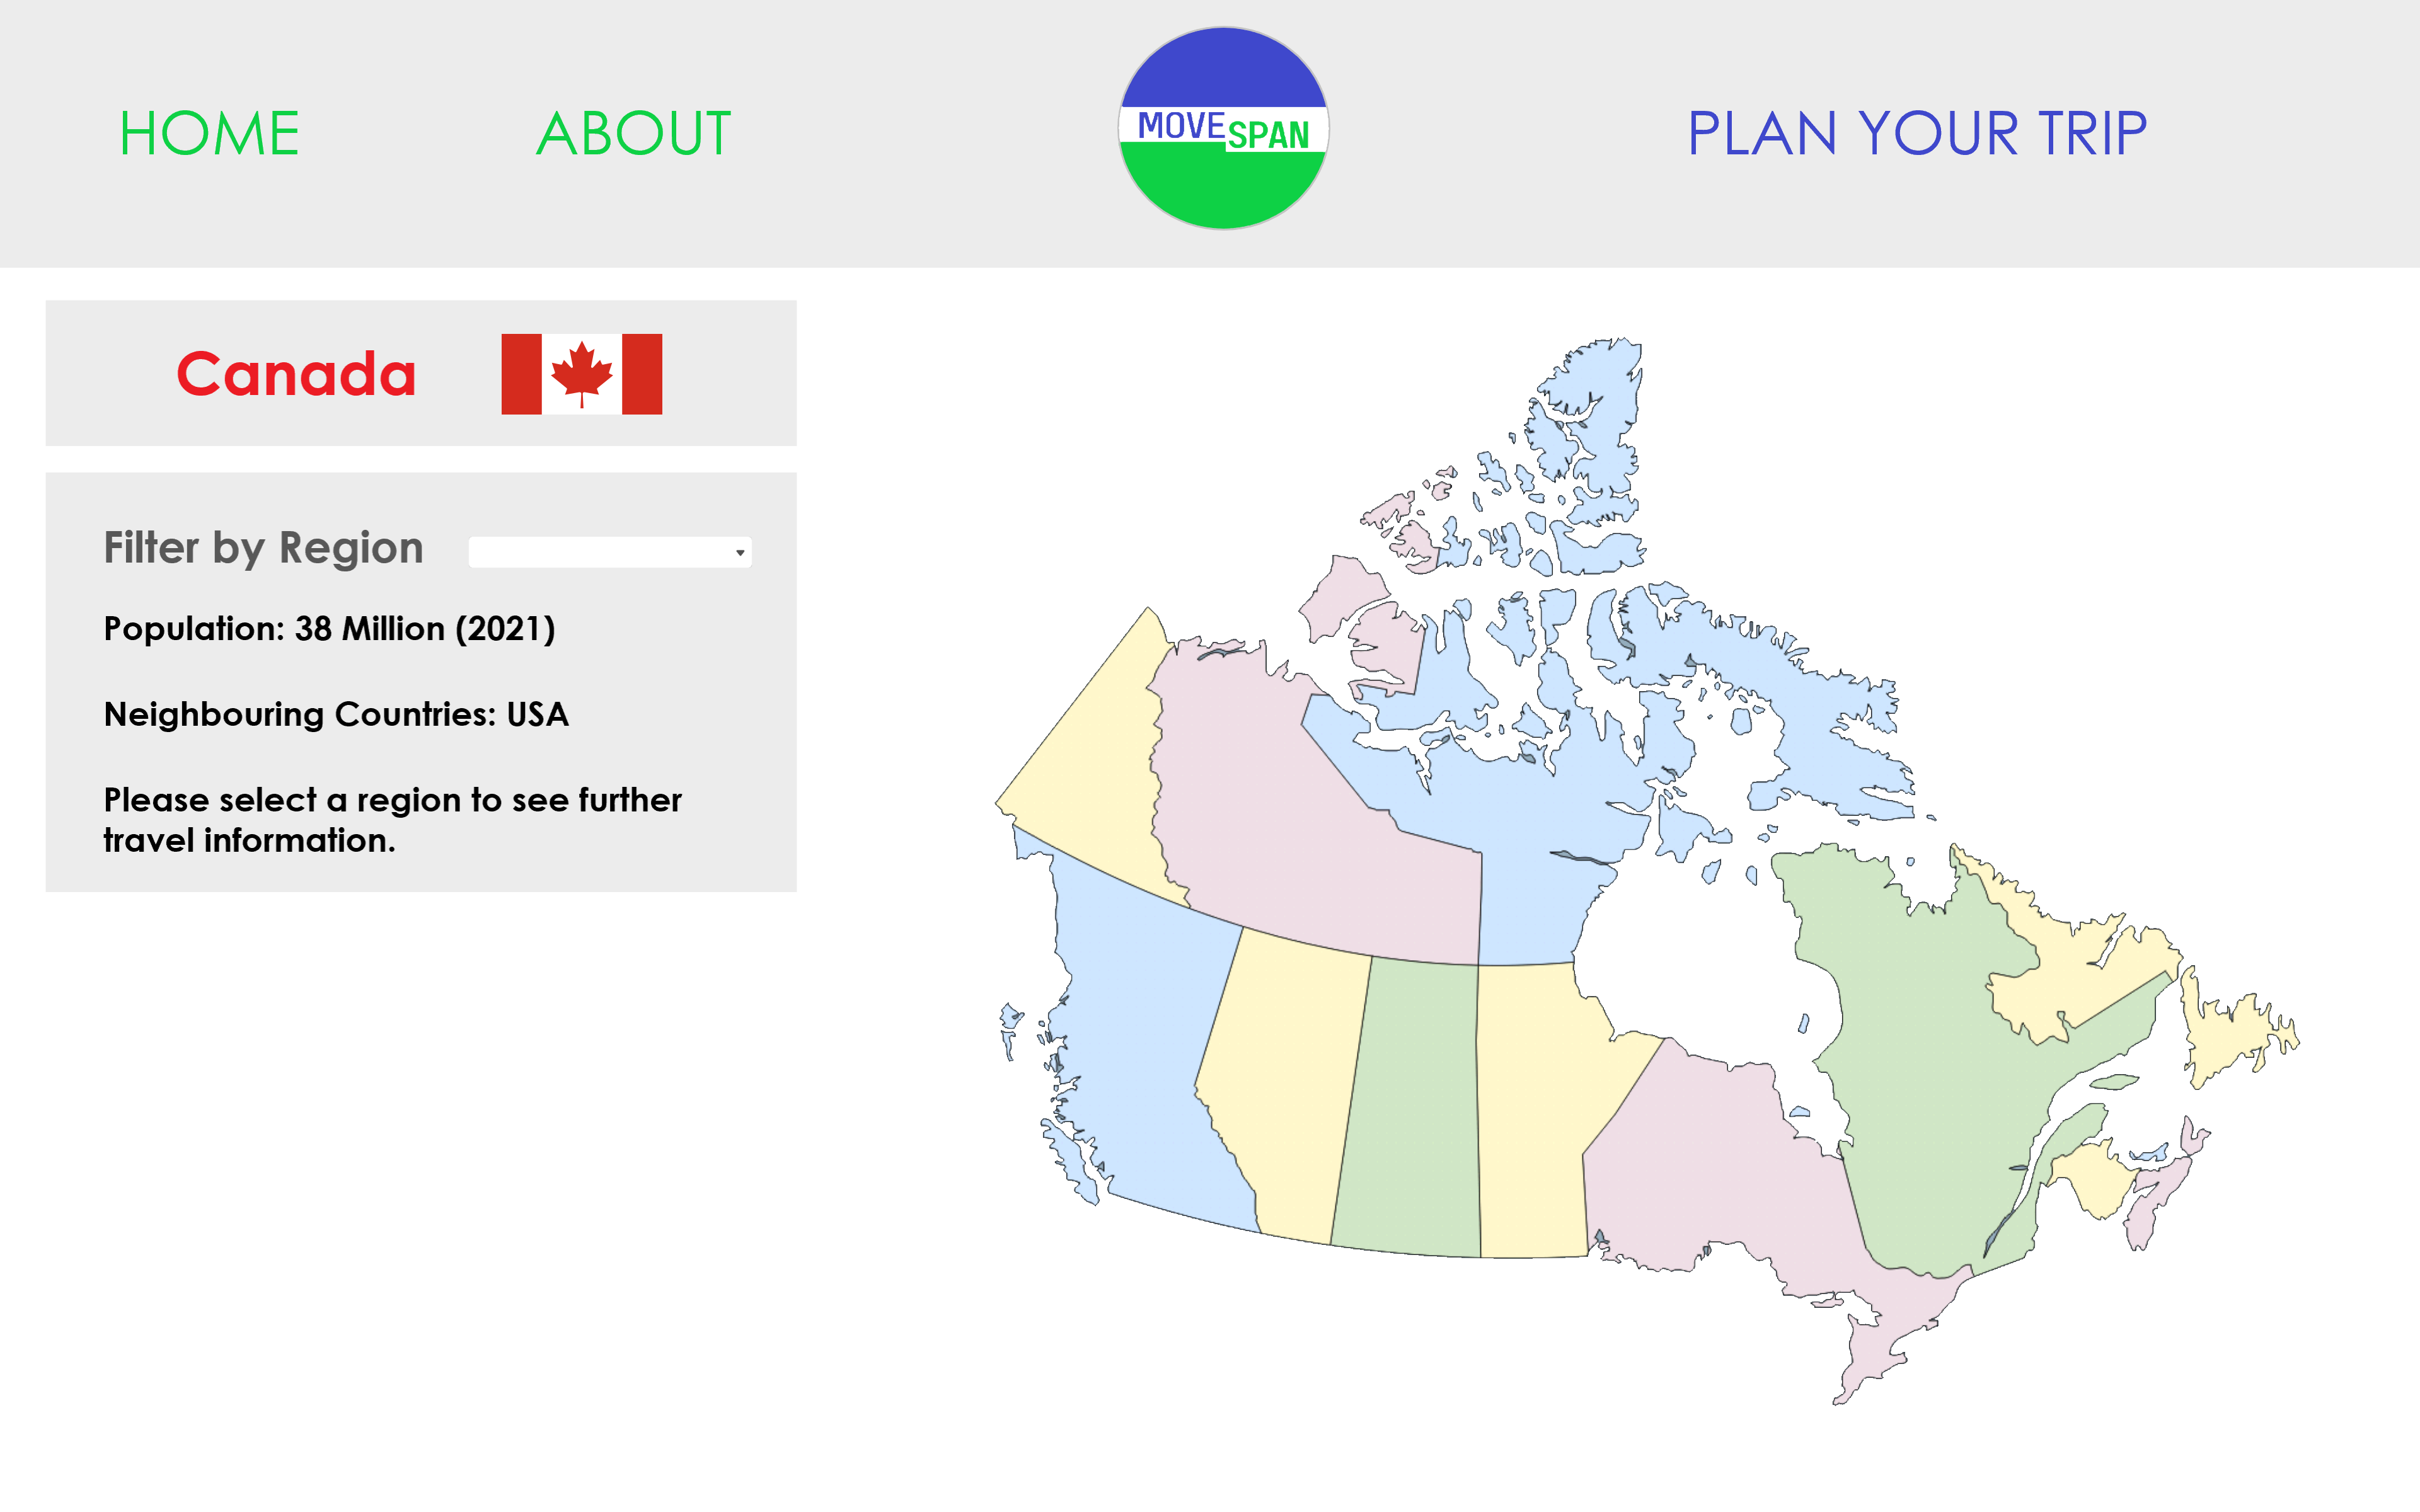 HOME
ABOUT
MOVE
SPAN
PLAN YOUR TRIP
Canada
Filter by Region
Population: 38 Million (2021)
Neighbouring Countries: USA
Please select a region to see further
travel information.